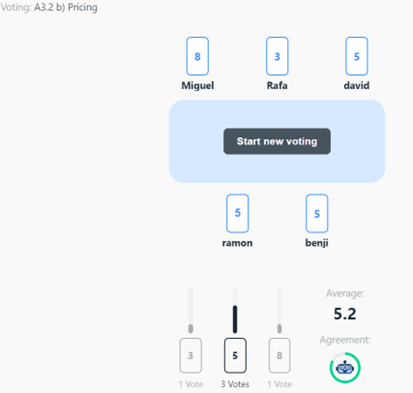 Voting: A3.2 b) Pricing
8 3 5
Miguel Rafa david
Start new voting
5 5
ramon benji
Average:
5.2
Agreement:
3 5 8
1 Vote 3 Votes 1 Vote